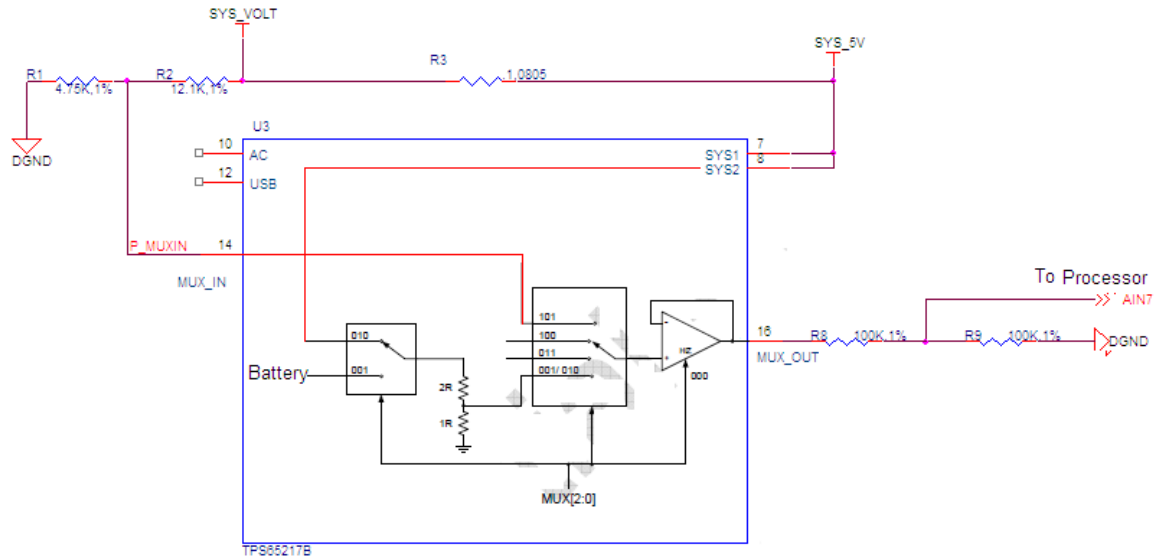 SYS_VOLT
SYS_5V
R1
R2
R3
4.75K,1%
12.1K,1%
.1,0805
DGND
U3
10
AC
12
USB
SYS1
7
SYS2
8
P_MUXIN
14
MUX_IN
To Processor
AIN7
101
100
011
001/ 010
010
001
Battery
2R
1R
HZ
000
16
MUX_OUT
R8
100K,1%
R9
100K,1%
DGND
MUX[2:0]
TPS65217B